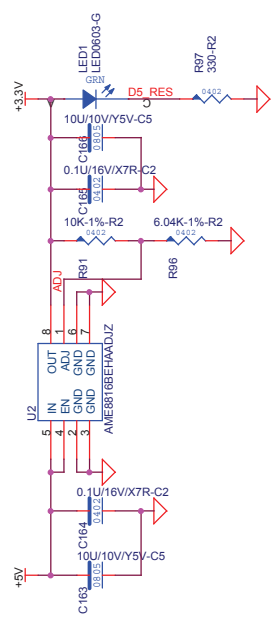 +5V
C163
0805
10U/10V/Y5V-C5
C164
0402
0.1U/16V/X7R-C2
U2
5 IN OUT 8
4 EN ADJ 1
2 GND GND 6
3 GND GND 7
AME8816BEHAADJZ
ADJ
R91
0402
10K-1%-R2
R96
0402
6.04K-1%-R2
C165
0402
0.1U/16V/X7R-C2
C166
0805
10U/10V/Y5V-C5
+3.3V
LED1
LED0603-G
GRN
D5_RES
R97
330-R2
0402